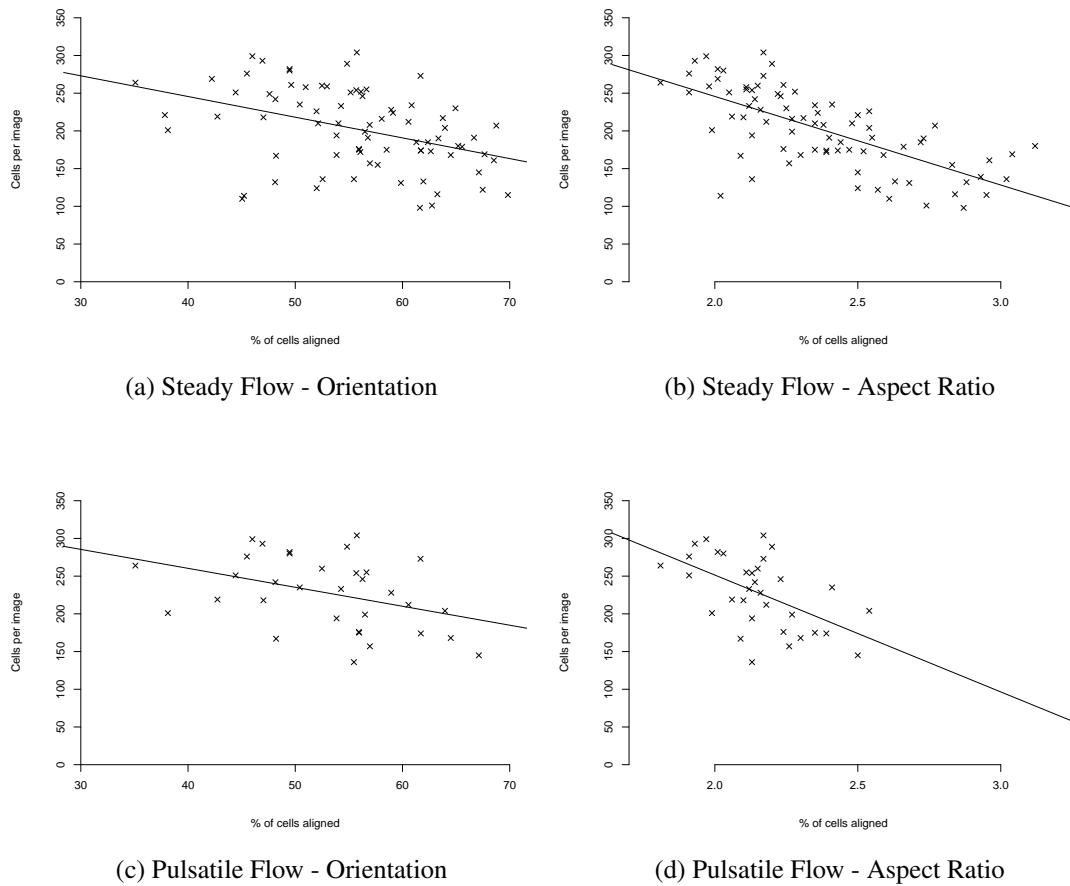 Cells per image
0 50 100 150 200 250 300 350
30 40 50 60 70
% of cells aligned
(a) Steady Flow - Orientation
Cells per image
0 50 100 150 200 250 300 350
2.0 2.5 3.0
% of cells aligned
(b) Steady Flow - Aspect Ratio
Cells per image
0 50 100 150 200 250 300 350
30 40 50 60 70
% of cells aligned
(c) Pulsatile Flow - Orientation
Cells per image
0 50 100 150 200 250 300 350
2.0 2.5 3.0
% of cells aligned
(d) Pulsatile Flow - Aspect Ratio